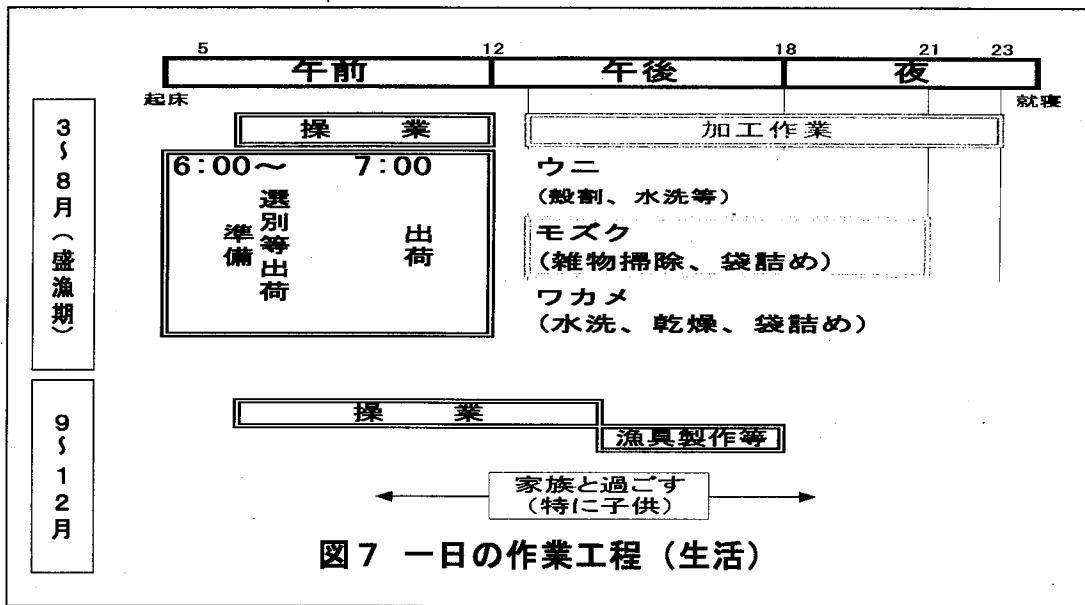 5 12 18 21 23
午前 午後 夜
起床 就寝
3～8月（盛漁期）
操 業
加工作業
6:00～ 7:00
準備
選別等出荷
出荷
ウニ
（殻割、水洗等）
モズク
（雑物掃除、袋詰め）
ワカメ
（水洗、乾燥、袋詰め）
9～12月
操 業
漁具製作等
家族と過ごす
（特に子供）
図7 一日の作業工程（生活）